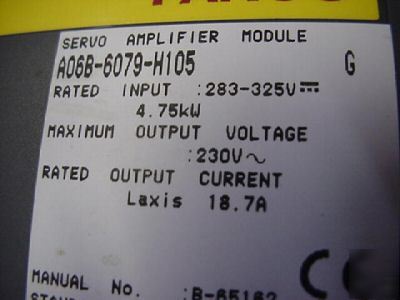 SERVO AMPLIFIER MODULE
A06B-6079-H105 G
RATED INPUT :283-325V⎓
4.75kW
MAXIMUM OUTPUT VOLTAGE
:230V~
RATED OUTPUT CURRENT
Laxis 18.7A
MANUAL No. :B-65162
CE